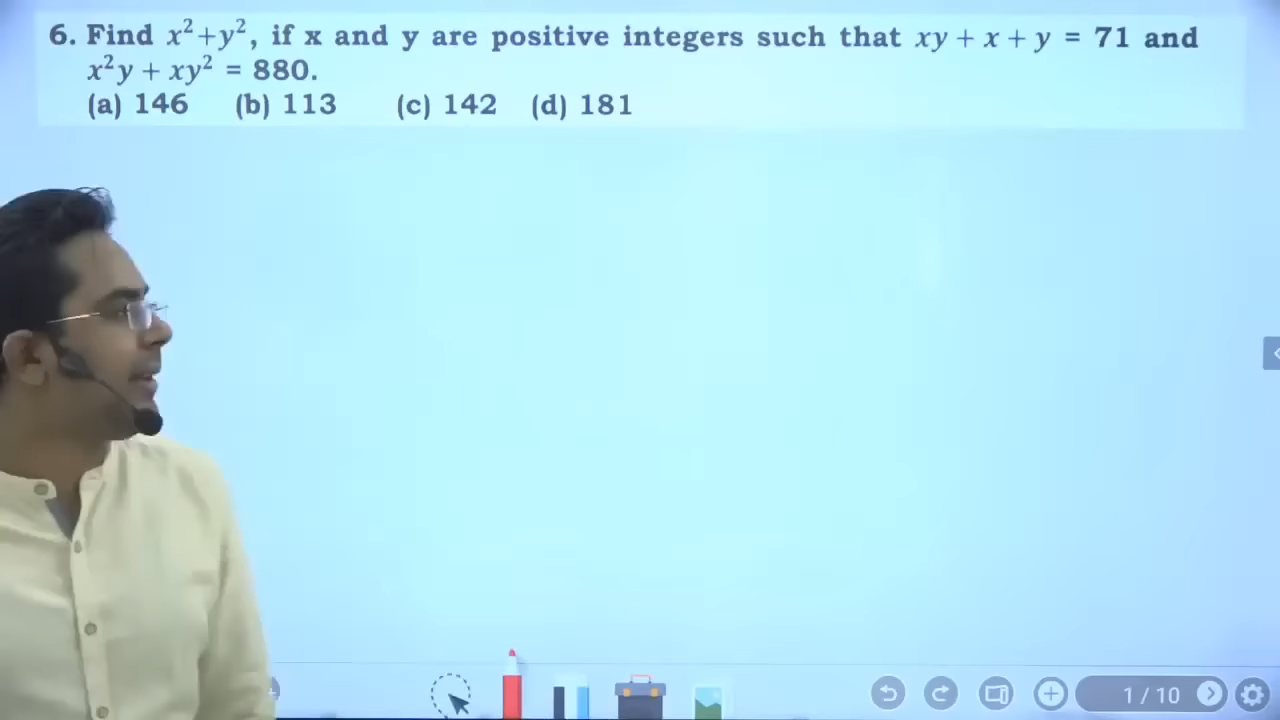 6. Find x²+y², if x and y are positive integers such that xy + x + y = 71 and
x²y + xy² = 880.
(a) 146 (b) 113 (c) 142 (d) 181
1 / 10